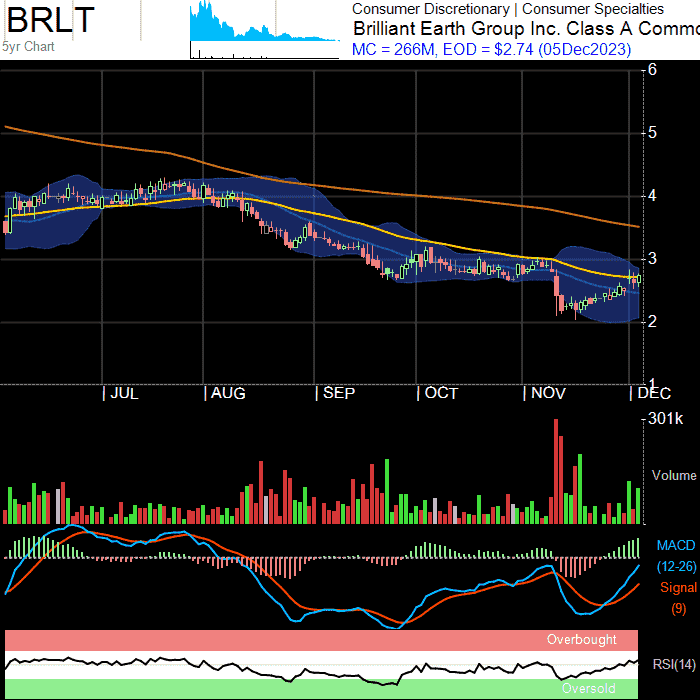 BRLT
5yr Chart
Consumer Discretionary | Consumer Specialties
Brilliant Earth Group Inc. Class A Commo
MC = 266M, EOD = $2.74 (05Dec2023)
6
5
4
3
2
1
| JUL | AUG | SEP | OCT | NOV | DEC
301k
Volume
MACD
(12-26)
Signal
(9)
Overbought
RSI(14)
Oversold